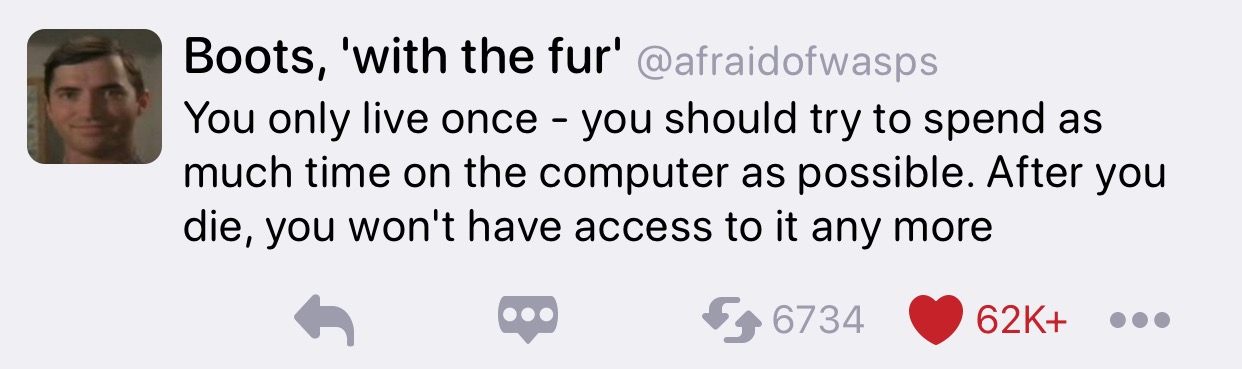 Boots, 'with the fur' @afraidofwasps
You only live once - you should try to spend as
much time on the computer as possible. After you
die, you won't have access to it any more
6734 62K+